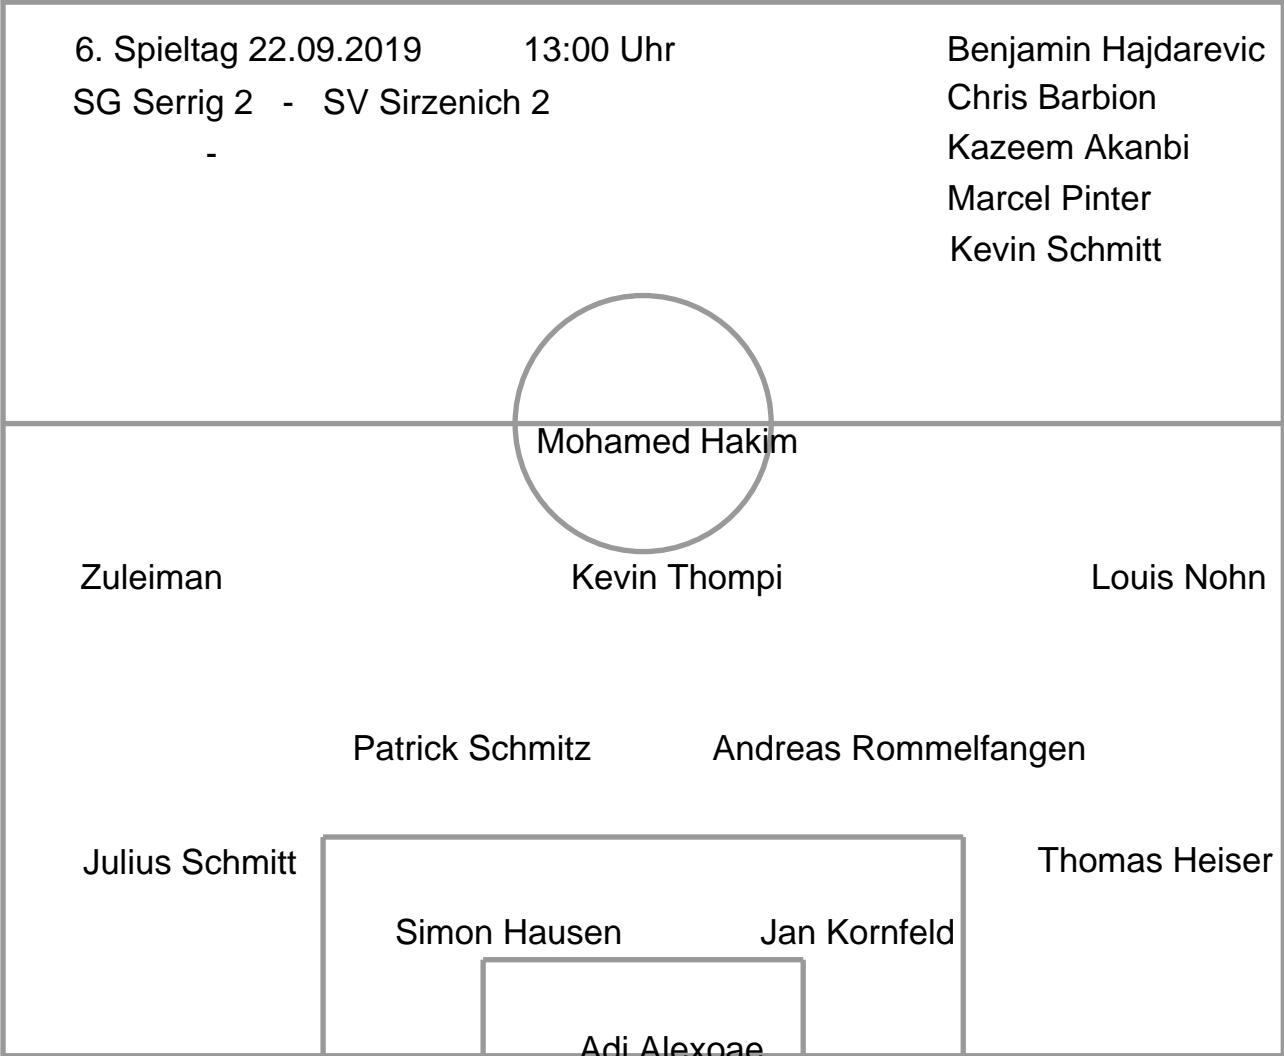 6. Spieltag 22.09.2019 13:00 Uhr
SG Serrig 2 - SV Sirzenich 2
-
Benjamin Hajdarevic
Chris Barbion
Kazeem Akanbi
Marcel Pinter
Kevin Schmitt
Mohamed Hakim
Zuleiman Kevin Thompi Louis Nohn
Patrick Schmitz Andreas Rommelfangen
Julius Schmitt Thomas Heiser
Simon Hausen Jan Kornfeld
Adi Alexoae